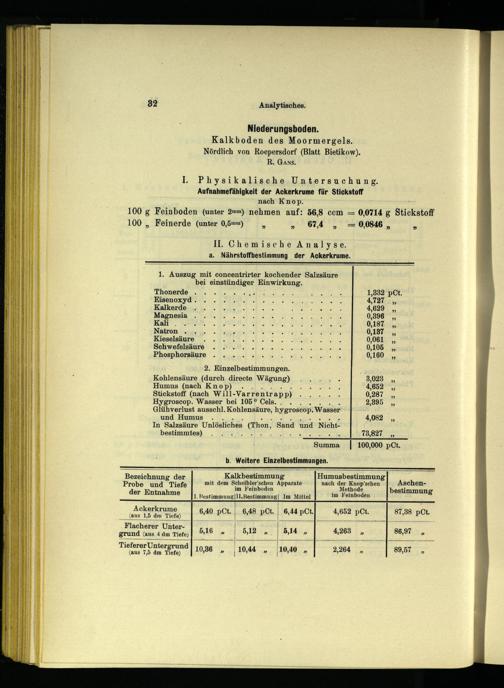 32
Analytisches.
Niederungsboden.
Kalkboden des Moormergels.
Nördlich von Roepersdorf (Blatt Bietikow).
R. Gans.
I. Physikalische Untersuchung.
Aufnahmefähigkeit der Ackerkrume für Stickstoff
nach Knop.
100 g Feinboden (unter 2mm) nehmen auf: 56,8 ccm = 0,0714 g Stickstoff
100 „ Feinerde (unter 0,5mm) „ „ 67,4 „ = 0,0846 „ „
II. Chemische Analyse.
a. Nährstoffbestimmung der Ackerkrume.
1. Auszug mit concentrirter kochender Salzsäure
bei einstündiger Einwirkung.
Thonerde . . . . . . . . . . . . . . 1,332 pCt.
Eisenoxyd . . . . . . . . . . . . . . 4,727 „
Kalkerde . . . . . . . . . . . . . . 4,629 „
Magnesia . . . . . . . . . . . . . . 0,396 „
Kali . . . . . . . . . . . . . . 0,187 „
Natron . . . . . . . . . . . . . . 0,137 „
Kieselsäure . . . . . . . . . . . . . 0,061 „
Schwefelsäure . . . . . . . . . . . . 0,105 „
Phosphorsäure . . . . . . . . . . . . 0,160 „
2. Einzelbestimmungen.
Kohlensäure (durch directe Wägung) . . . . 3,023 „
Humus (nach Knop) . . . . . . . . . 4,652 „
Stickstoff (nach Will-Varrentrapp) . . . . . 0,287 „
Hygroscop. Wasser bei 105° Cels. . . . . . . 2,395 „
Glühverlust ausschl. Kohlensäure, hygroscop. Wasser
und Humus . . . . . . . . . . . 4,082 „
In Salzsäure Unlösliches (Thon, Sand und Nicht-
bestimmtes) . . . . . . . . . . . 73,827 „
Summa 100,000 pCt.
b. Weitere Einzelbestimmungen.
Bezeichnung der Probe und Tiefe der Entnahme
Kalkbestimmung mit dem Scheibler'schen Apparate im Feinboden
I. Bestimmung II. Bestimmung Im Mittel
Humusbestimmung nach der Knop'schen Methode im Feinboden
Aschen-bestimmung
Ackerkrume (aus 1,5 dm Tiefe) 6,40 pCt. 6,48 pCt. 6,44 pCt. 4,652 pCt. 87,38 pCt.
Flacherer Unter-grund (aus 4 dm Tiefe) 5,16 „ 5,12 „ 5,14 „ 4,263 „ 86,97 „
Tieferer Untergrund (aus 7,5 dm Tiefe) 10,36 „ 10,44 „ 10,40 „ 2,264 „ 89,57 „